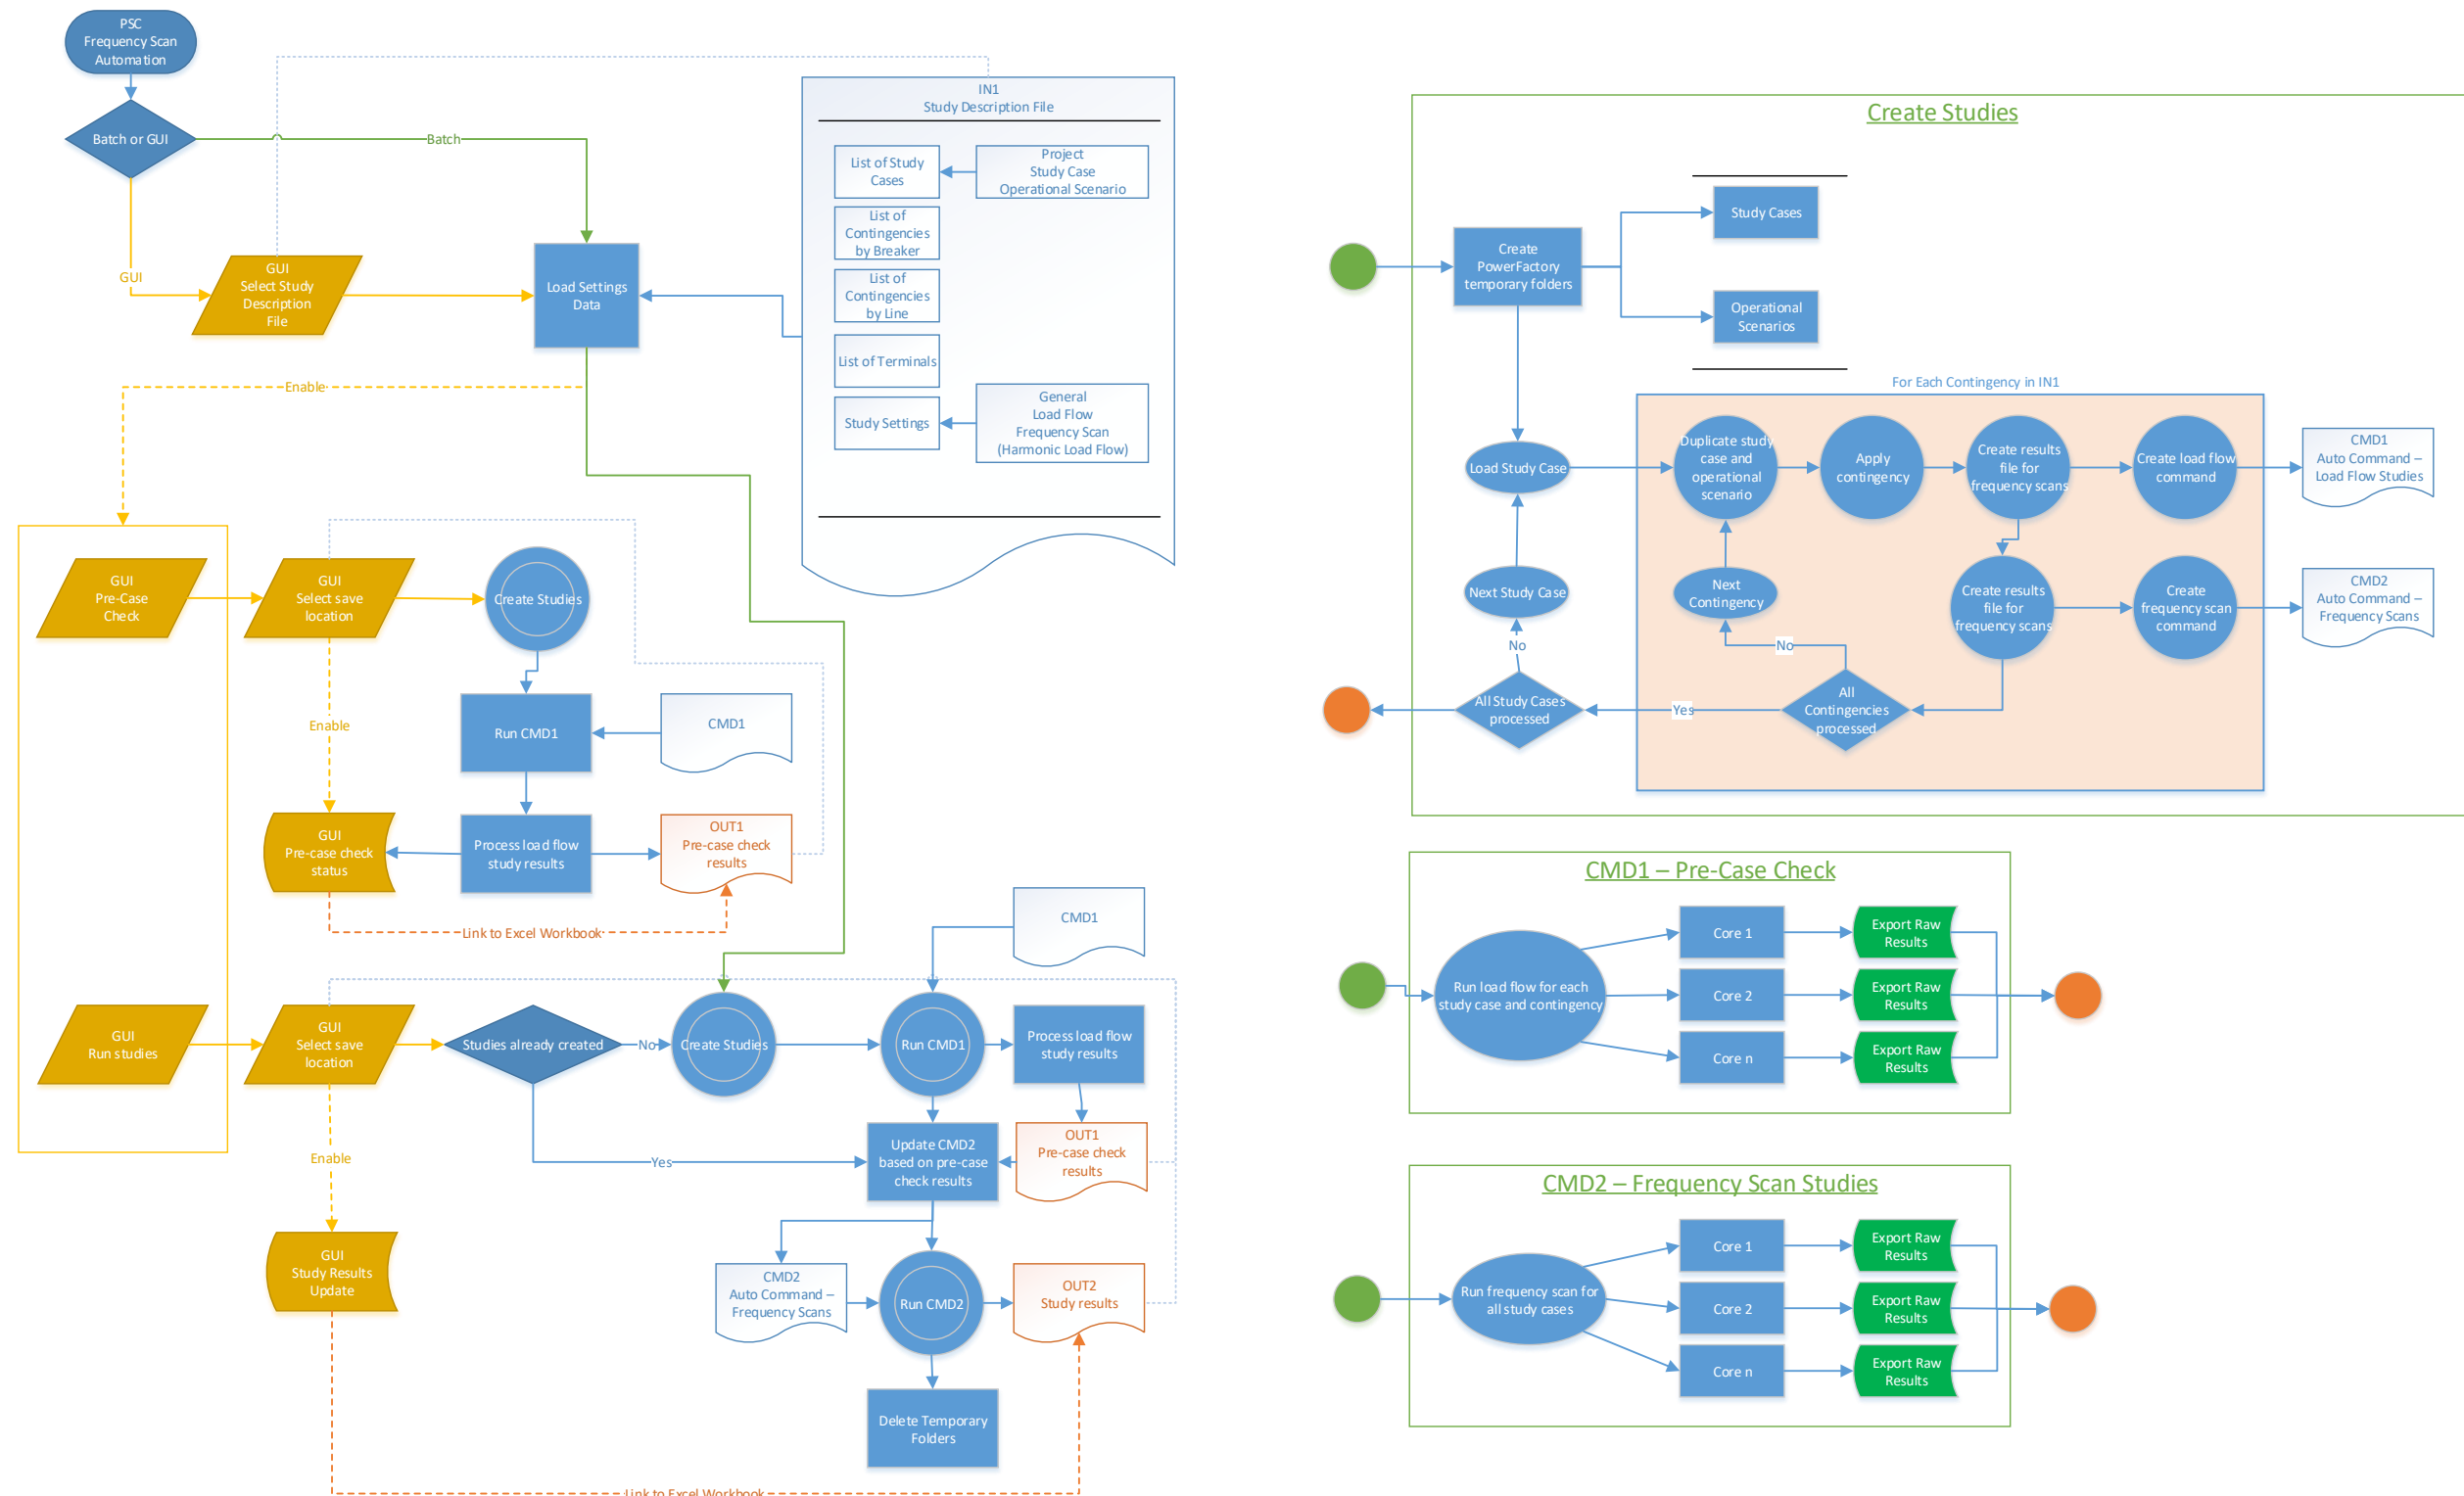 PSC
Frequency Scan
Automation
Batch or GUI
Batch
GUI
GUI
Select Study
Description
File
Load Settings
Data
IN1
Study Description File
List of Study
Cases
Project
Study Case
Operational Scenario
List of
Contingencies
by Breaker
List of
Contingencies
by Line
List of Terminals
Study Settings
General
Load Flow
Frequency Scan
(Harmonic Load Flow)
Enable
GUI
Pre-Case
Check
GUI
Select save
location
Create Studies
Enable
Run CMD1
CMD1
GUI
Pre-case check
status
Process load flow
study results
OUT1
Pre-case check
results
Link to Excel Workbook
CMD1
GUI
Run studies
GUI
Select save
location
Studies already created
No
Create Studies
Run CMD1
Process load flow
study results
Enable
Yes
Update CMD2
based on pre-case
check results
OUT1
Pre-case check
results
GUI
Study Results
Update
CMD2
Auto Command –
Frequency Scans
Run CMD2
OUT2
Study results
Delete Temporary
Folders
Link to Excel Workbook
Create Studies
Create
PowerFactory
temporary folders
Study Cases
Operational
Scenarios
For Each Contingency in IN1
Load Study Case
Duplicate study
case and
operational
scenario
Apply
contingency
Create results
file for
frequency scans
Create load flow
command
CMD1
Auto Command –
Load Flow Studies
Next Study Case
Next
Contingency
Create results
file for
frequency scans
Create
frequency scan
command
CMD2
Auto Command –
Frequency Scans
No
No
All Study Cases
processed
Yes
All
Contingencies
processed
CMD1 – Pre-Case Check
Run load flow for each
study case and contingency
Core 1
Export Raw
Results
Core 2
Export Raw
Results
Core n
Export Raw
Results
CMD2 – Frequency Scan Studies
Run frequency scan for
all study cases
Core 1
Export Raw
Results
Core 2
Export Raw
Results
Core n
Export Raw
Results